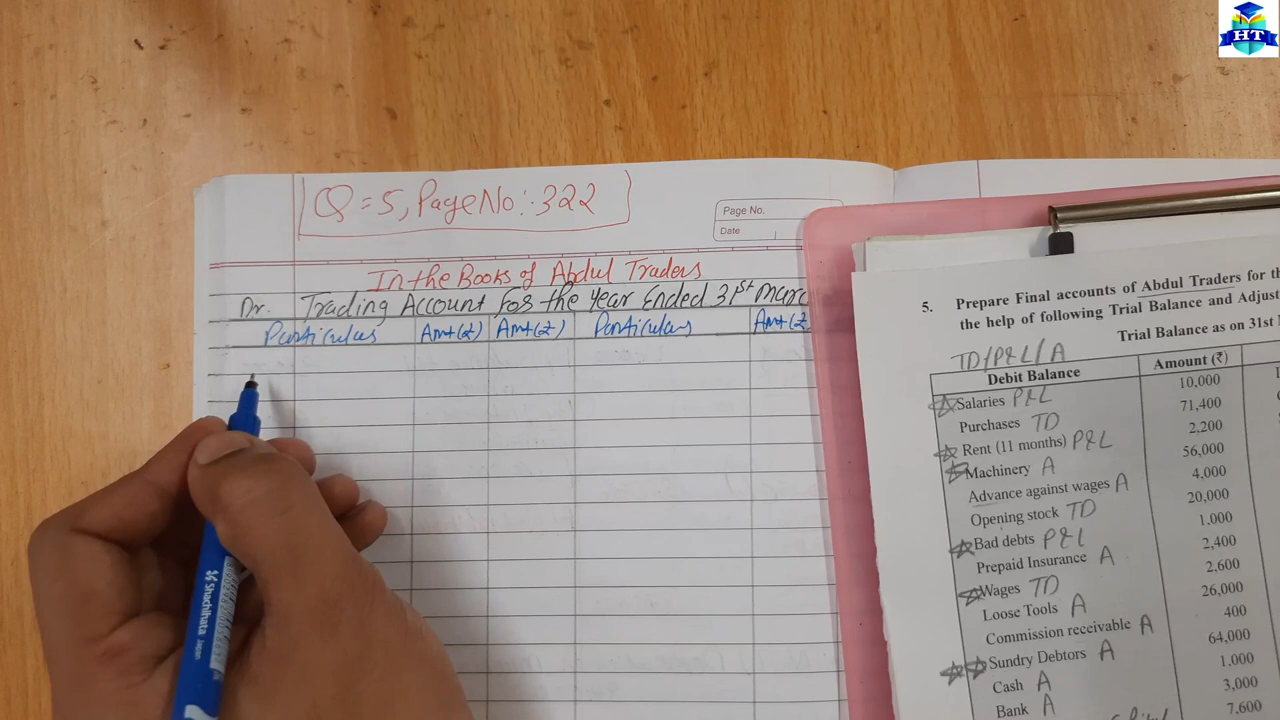 HT
Q=5, Page No:-322
Page No.
Date
In the Books of Abdul Traders
Dr. Trading Account For the Year Ended 31st Marc
Particulars Amt(₹) Amt(₹) Particulars Amt(₹
5. Prepare Final accounts of Abdul Traders for th
the help of following Trial Balance and Adjust
Trial Balance as on 31st
TD/P&L/A
Debit Balance Amount (₹)
Salaries P&L 10,000
Purchases TD 71,400
Rent (11 months) P&L 2,200
Machinery A 56,000
Advance against wages A 4,000
Opening stock TD 20,000
Bad debts P&L 1,000
Prepaid Insurance A 2,400
Wages TD 2,600
Loose Tools A 26,000
Commission receivable A 400
Sundry Debtors A 64,000
Cash A 1,000
Bank A 3,000
7,600
Shachihata Japan